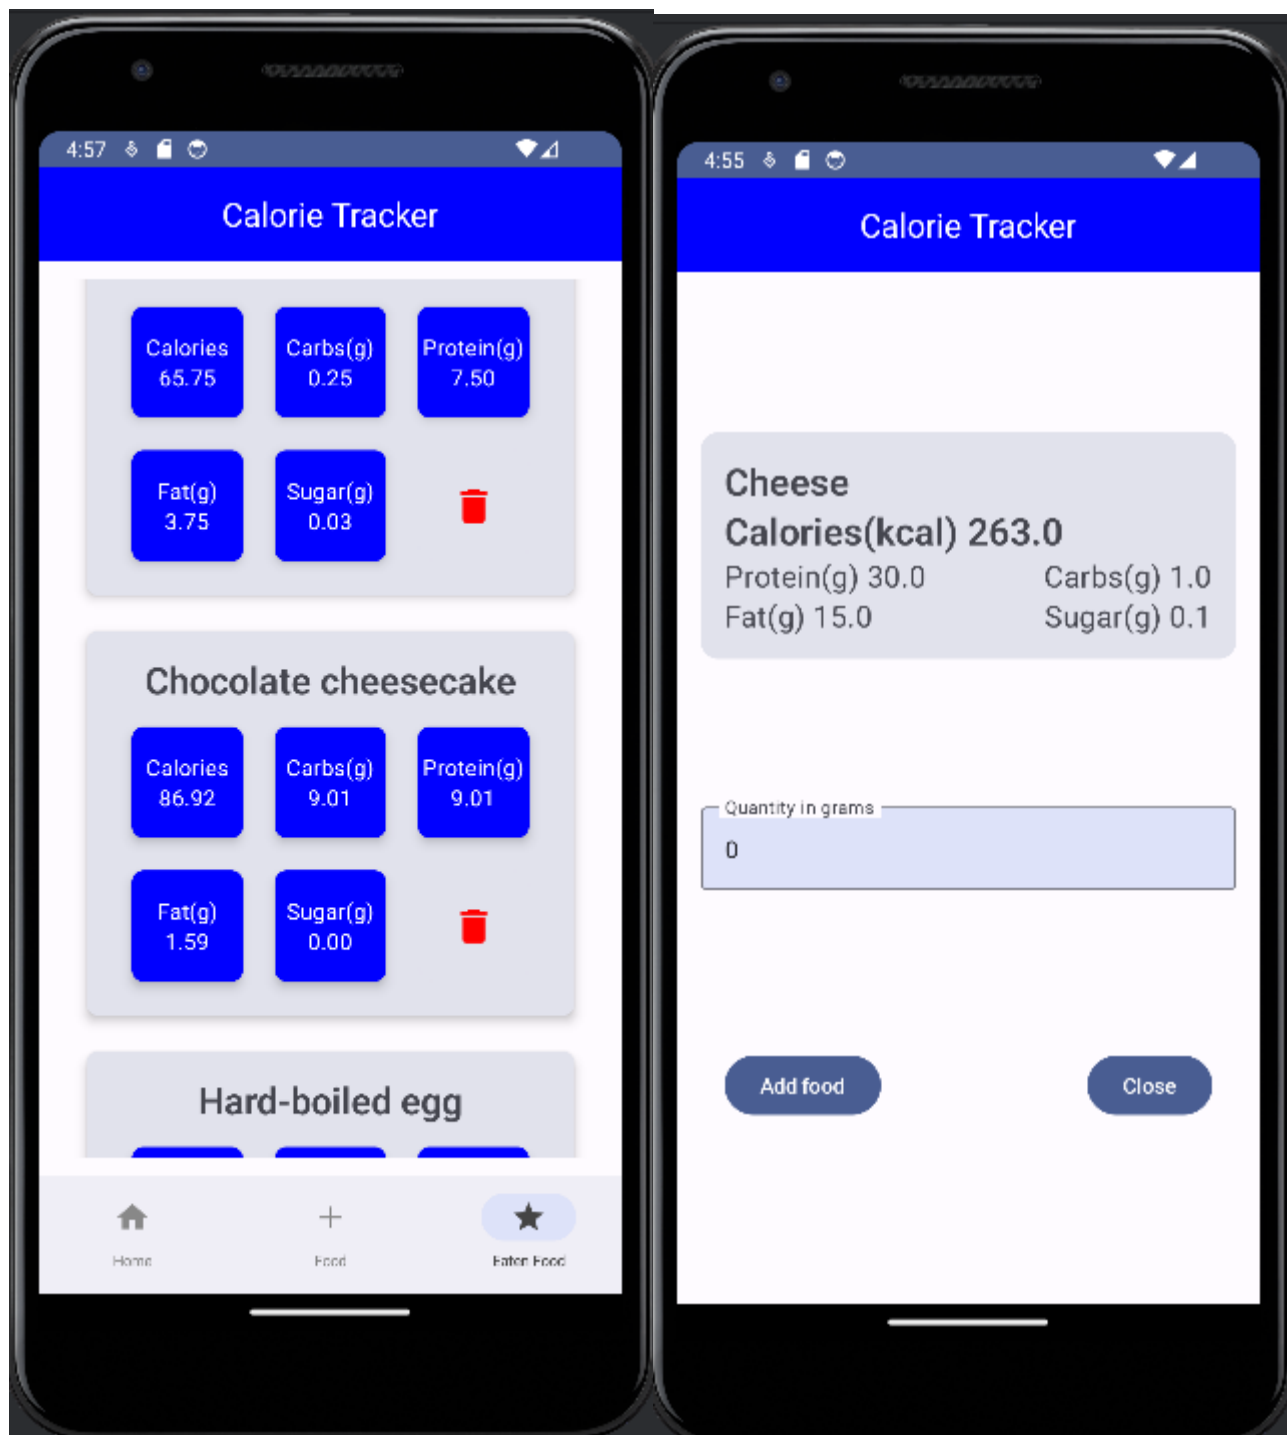 4:57
Calorie Tracker
Calories Carbs(g) Protein(g)
65.75 0.25 7.50
Fat(g) Sugar(g)
3.75 0.03
Chocolate cheesecake
Calories Carbs(g) Protein(g)
86.92 9.01 9.01
Fat(g) Sugar(g)
1.59 0.00
Hard-boiled egg
Home Food Eaten Food
4:55
Calorie Tracker
Cheese
Calories(kcal) 263.0
Protein(g) 30.0 Carbs(g) 1.0
Fat(g) 15.0 Sugar(g) 0.1
Quantity in grams
0
Add food Close